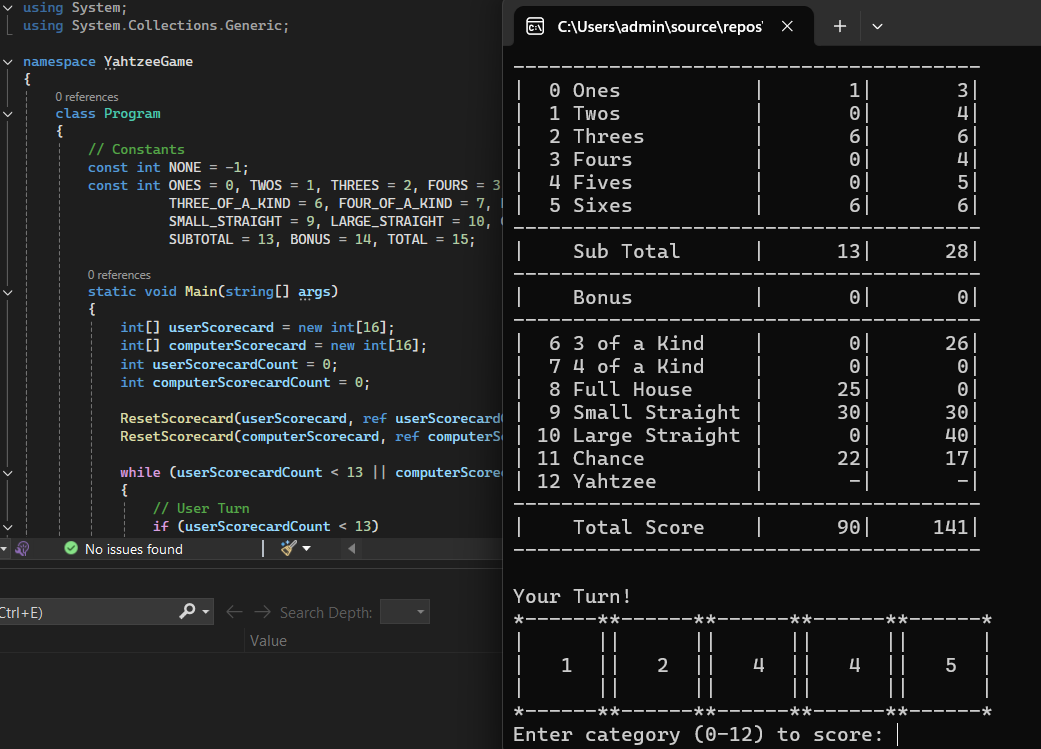 using System;
using System.Collections.Generic;
namespace YahtzeeGame
{
0 references
class Program
{
// Constants
const int NONE = -1;
const int ONES = 0, TWOS = 1, THREES = 2, FOURS = 3
THREE_OF_A_KIND = 6, FOUR_OF_A_KIND = 7,
SMALL_STRAIGHT = 9, LARGE_STRAIGHT = 10,
SUBTOTAL = 13, BONUS = 14, TOTAL = 15;
0 references
static void Main(string[] args)
{
int[] userScorecard = new int[16];
int[] computerScorecard = new int[16];
int userScorecardCount = 0;
int computerScorecardCount = 0;
ResetScorecard(userScorecard, ref userScorecard
ResetScorecard(computerScorecard, ref computerSc
while (userScorecardCount < 13 || computerScore
{
// User Turn
if (userScorecardCount < 13)
No issues found
Ctrl+E)
Search Depth:
Value
C:\Users\admin\source\repos'
----------------------------------------
| 0 Ones | 1| 3|
| 1 Twos | 0| 4|
| 2 Threes | 6| 6|
| 3 Fours | 0| 4|
| 4 Fives | 0| 5|
| 5 Sixes | 6| 6|
----------------------------------------
| Sub Total | 13| 28|
----------------------------------------
| Bonus | 0| 0|
----------------------------------------
| 6 3 of a Kind | 0| 26|
| 7 4 of a Kind | 0| 0|
| 8 Full House | 25| 0|
| 9 Small Straight | 30| 30|
| 10 Large Straight | 0| 40|
| 11 Chance | 22| 17|
| 12 Yahtzee | -| -|
----------------------------------------
| Total Score | 90| 141|
----------------------------------------
Your Turn!
*------**------**------**------**------*
| || || || || |
| 1 || 2 || 4 || 4 || 5 |
| || || || || |
*------**------**------**------**------*
Enter category (0-12) to score: